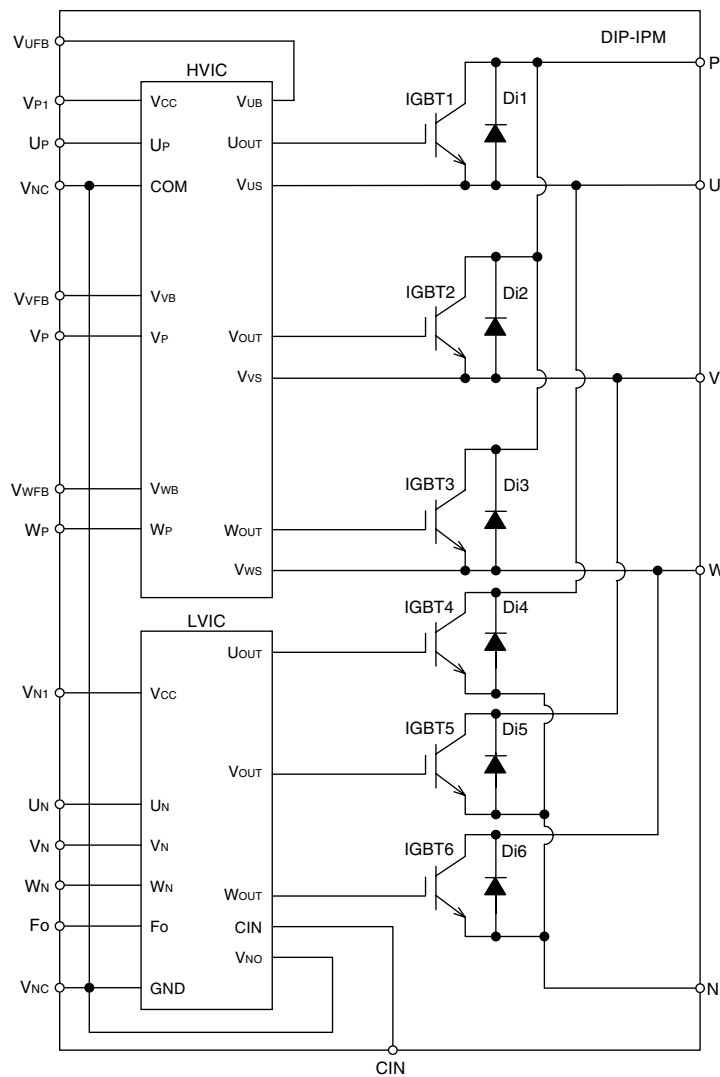 DIP-IPM
VUFB
HVIC
P
VP1
VCC
VUB
IGBT1
Di1
UP
UP
UOUT
VNC
COM
VUS
U
IGBT2
Di2
VVFB
VVB
VP
VP
VOUT
VVS
V
IGBT3
Di3
VWFB
VWB
WP
WP
WOUT
VWS
W
IGBT4
Di4
LVIC
UOUT
VN1
VCC
IGBT5
Di5
VOUT
UN
UN
VN
VN
IGBT6
Di6
WN
WN
WOUT
FO
FO
CIN
VNO
VNC
GND
N
CIN